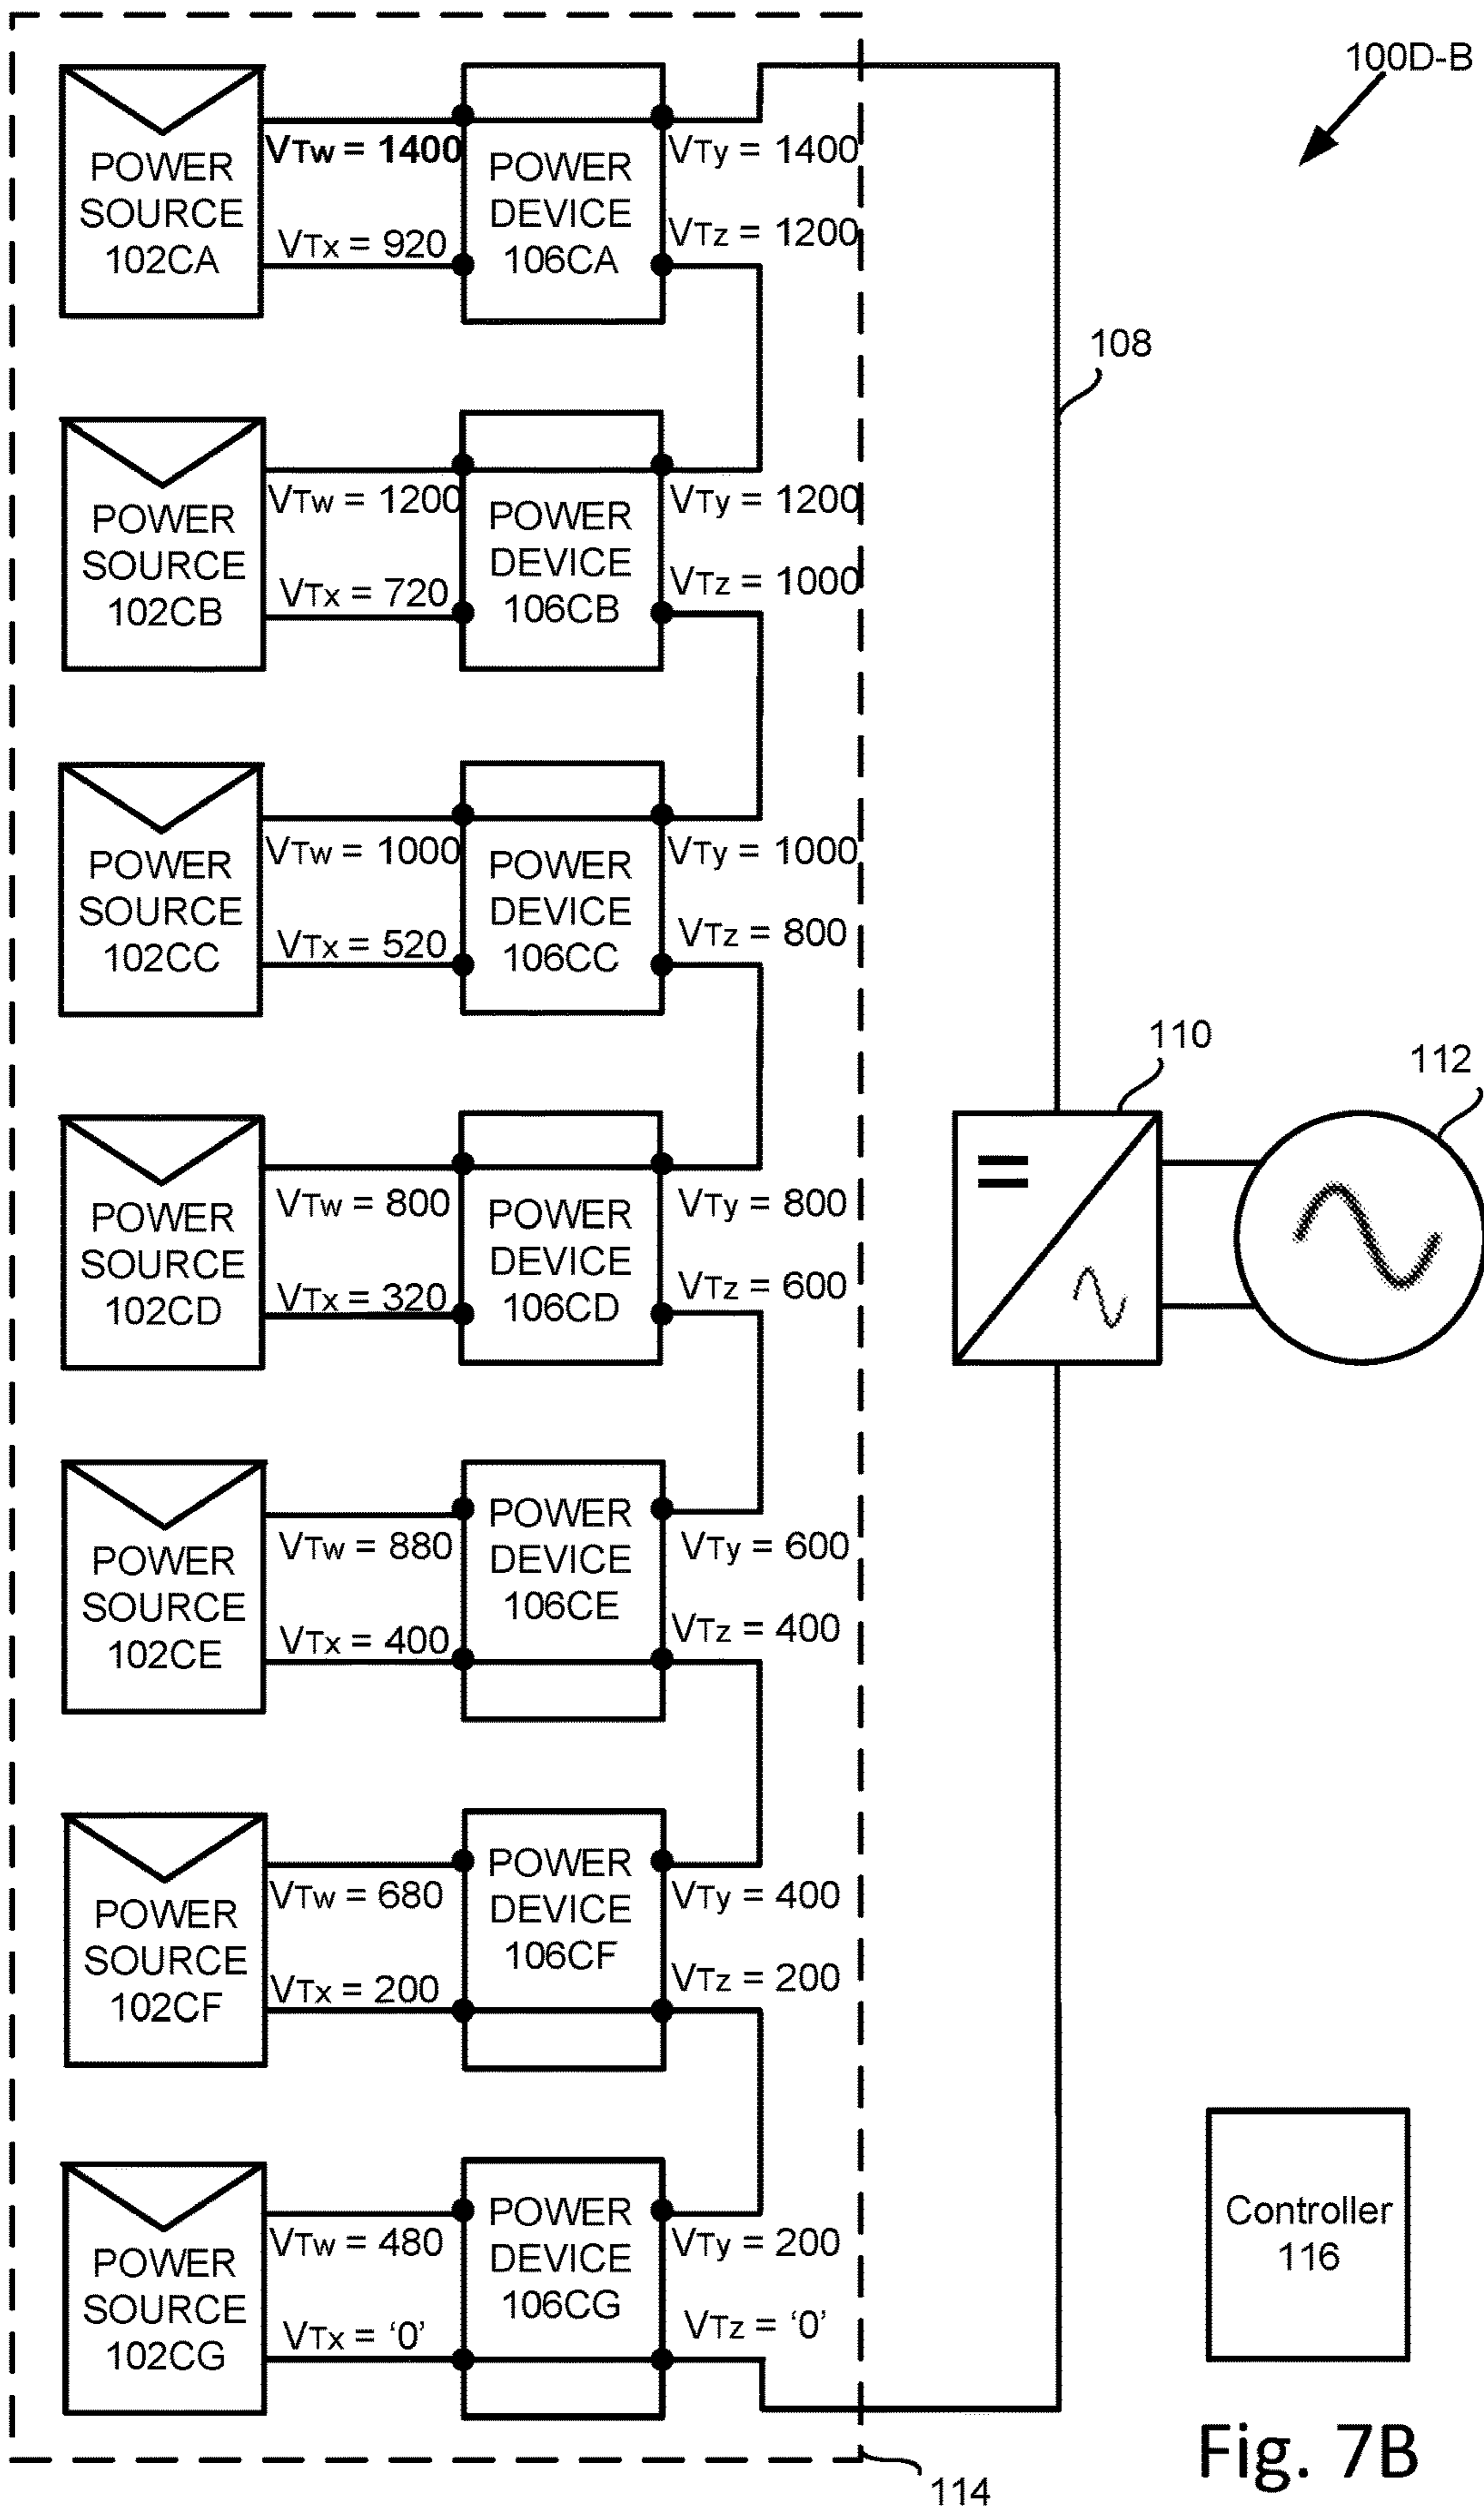 100D-B
POWER
SOURCE
102CA
VTw = 1400
VTx = 920
POWER
DEVICE
106CA
VTy = 1400
VTz = 1200
108
POWER
SOURCE
102CB
VTw = 1200
VTx = 720
POWER
DEVICE
106CB
VTy = 1200
VTz = 1000
POWER
SOURCE
102CC
VTw = 1000
VTx = 520
POWER
DEVICE
106CC
VTy = 1000
VTz = 800
110
112
POWER
SOURCE
102CD
VTw = 800
VTx = 320
POWER
DEVICE
106CD
VTy = 800
VTz = 600
POWER
SOURCE
102CE
VTw = 880
VTx = 400
POWER
DEVICE
106CE
VTy = 600
VTz = 400
POWER
SOURCE
102CF
VTw = 680
VTx = 200
POWER
DEVICE
106CF
VTy = 400
VTz = 200
POWER
SOURCE
102CG
VTw = 480
VTx = ‘0’
POWER
DEVICE
106CG
VTy = 200
VTz = ‘0’
Controller
116
114
Fig. 7B